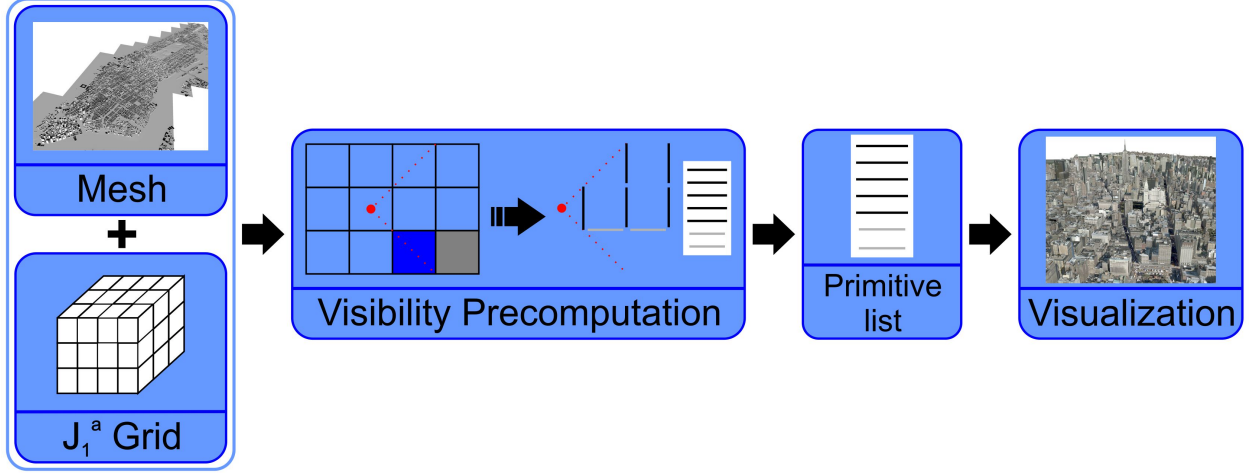 Mesh
+
J₁ᵃ Grid
Visibility Precomputation
Primitive
list
Visualization